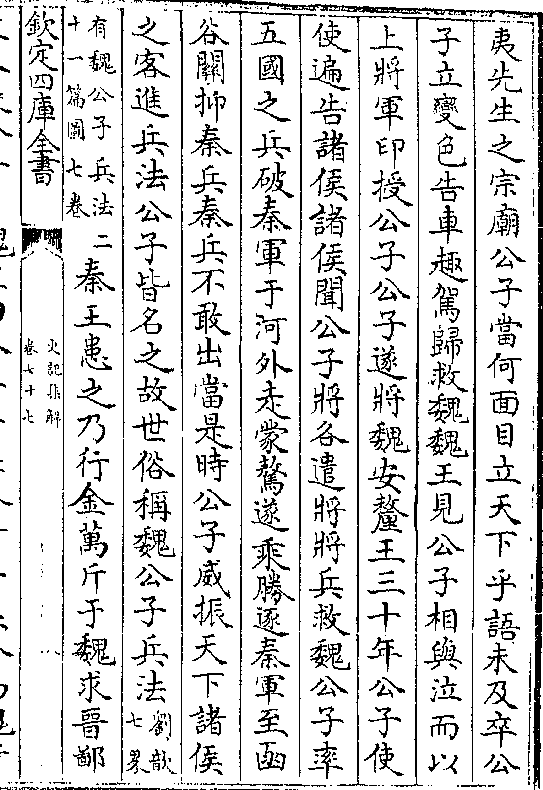 夷先生之宗廟公子當何面目立天下乎語未及卒公
子立變色告車趣駕歸救魏魏王見公子相與泣而以
上將軍印授公子公子遂將魏安釐王三十年公子使
使遍告諸侯諸侯聞公子將各遣將將兵救魏公子率
五國之兵破秦軍于河外走蒙驁遂乘勝逐秦軍至函
谷關抑秦兵秦兵不敢出當是時公子威振天下諸侯
之客進兵法公子皆名之故世俗稱魏公子兵法劉歆七畧
有魏公子兵法二十一篇圖七卷秦王患之乃行金萬斤于魏求晉鄙
欽定四庫全書
史記集解
卷七十七